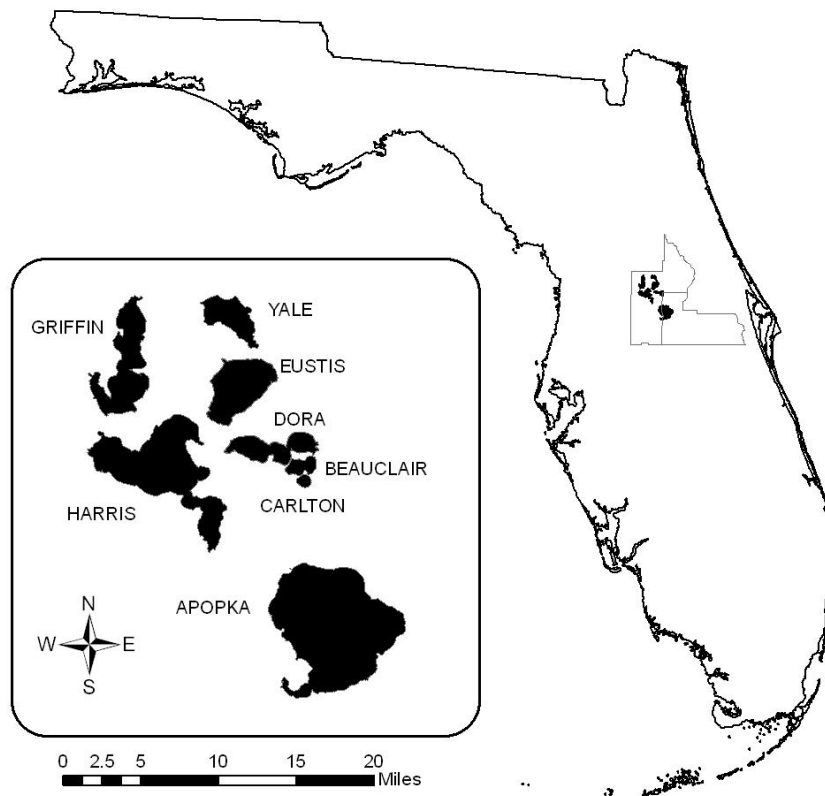 YALE
GRIFFIN
EUSTIS
DORA
BEAUCLAIR
CARLTON
HARRIS
APOPKA
N
W E
S
0 2.5 5 10 15 20
Miles